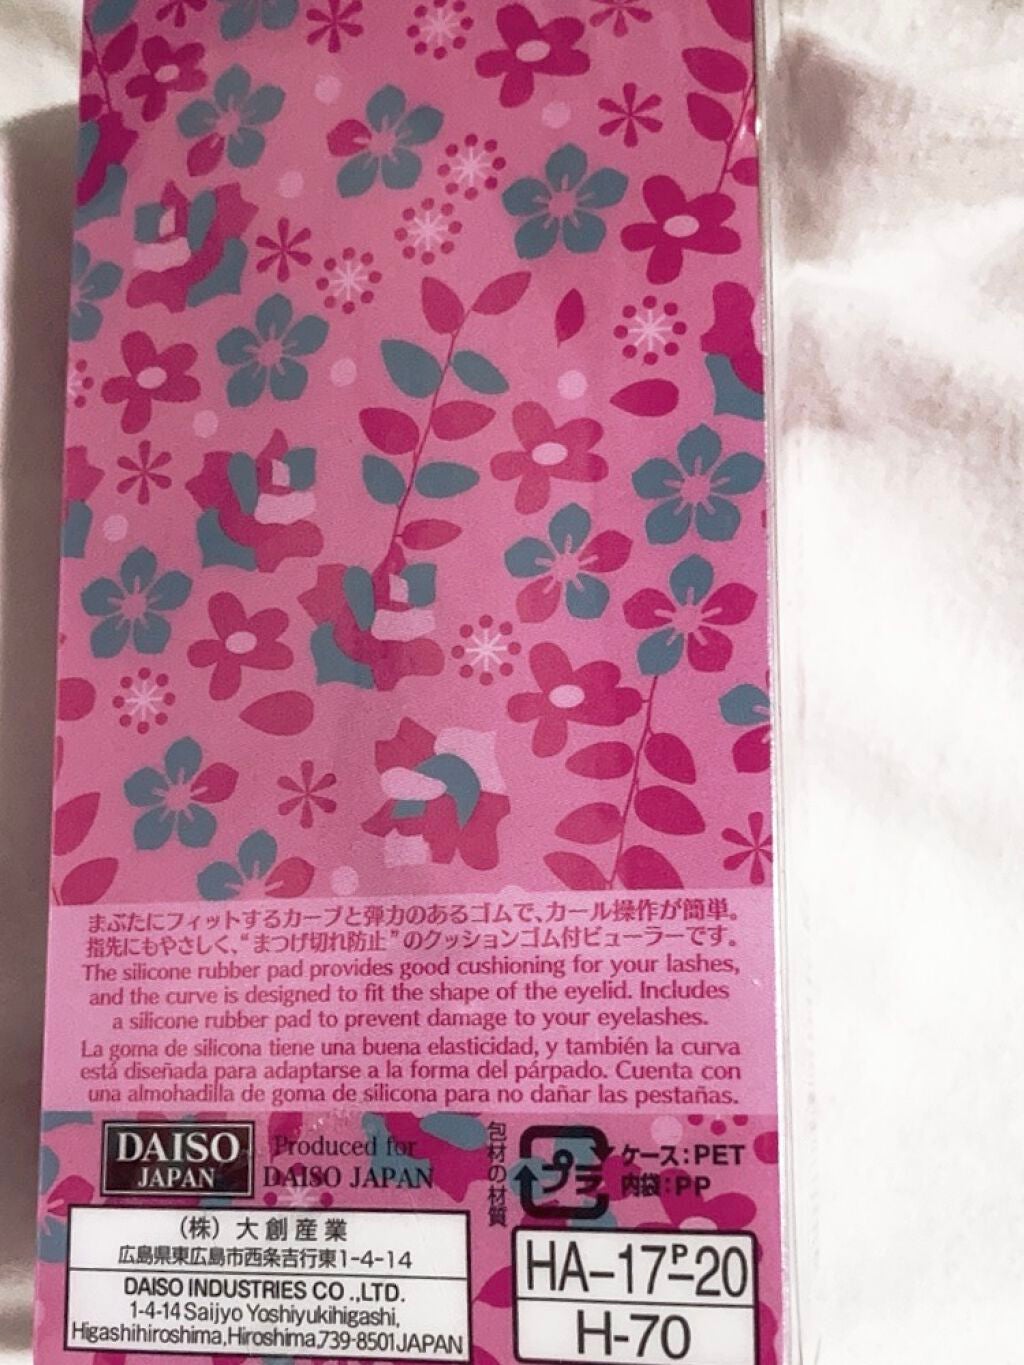 まぶたにフィットするカーブと弾力のあるゴムで、カール操作が簡単。
指先にもやさしく、“まつげ切れ防止”のクッションゴム付ビューラーです。
The silicone rubber pad provides good cushioning for your lashes,
and the curve is designed to fit the shape of the eyelid. Includes
a silicone rubber pad to prevent damage to your eyelashes.
La goma de silicona tiene una buena elasticidad, y también la curva
está diseñada para adaptarse a la forma del párpado. Cuenta con
una almohadilla de goma de silicona para no dañar las pestañas.
DAISO
JAPAN
Produced for
DAISO JAPAN
包材の材質
プラ
ケース:PET
内袋:PP
(株)大創産業
広島県東広島市西条吉行東1-4-14
DAISO INDUSTRIES CO.,LTD.
1-4-14 Saijyo Yoshiyukihigashi,
Higashihiroshima,Hiroshima,739-8501JAPAN
HA-17-P-20
H-70